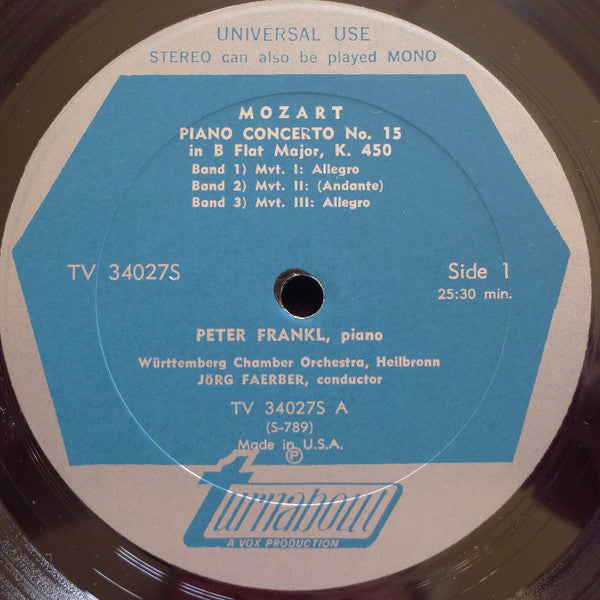 UNIVERSAL USE
STEREO can also be played MONO
MOZART
PIANO CONCERTO No. 15
in B Flat Major, K. 450
Band 1) Mvt. I: Allegro
Band 2) Mvt. II: (Andante)
Band 3) Mvt. III: Allegro
TV 34027S
Side 1
25:30 min.
PETER FRANKL, piano
Württemberg Chamber Orchestra, Heilbronn
JÖRG FAERBER, conductor
TV 34027S A
(S-789)
Made in U.S.A.
℗
turnabout
A VOX PRODUCTION